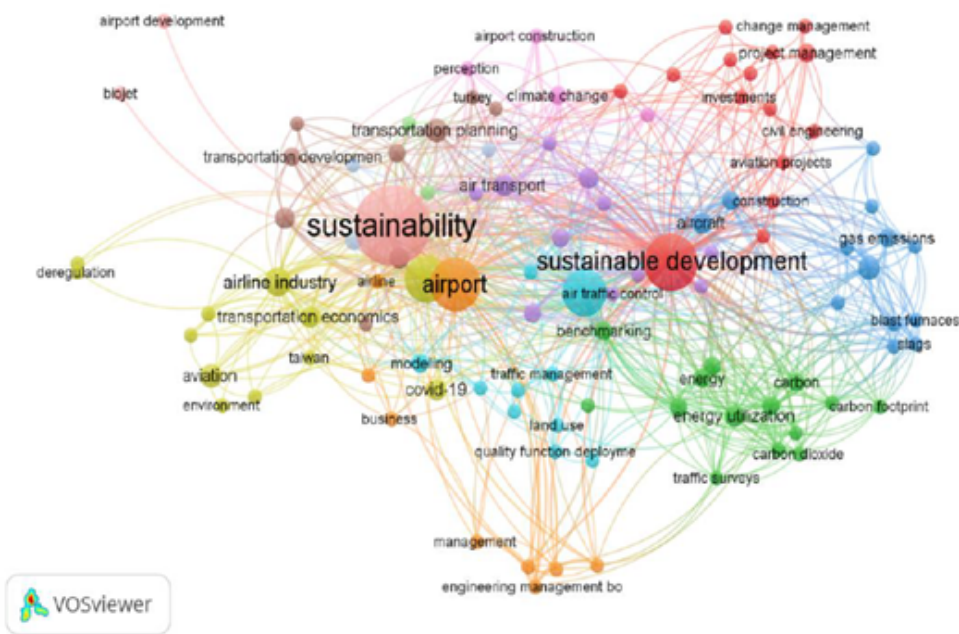 airport development
change management
airport construction
project management
perception
biojet
turkey
climate change
investments
transportation planning
civil engineering
transportation developmen
aviation projects
air transport
construction
sustainability
aircraft
gas emissions
sustainable development
deregulation
airline industry
airline
airport
air traffic control
transportation economics
benchmarking
blast furnaces
slags
taiwan
modeling
traffic management
energy
aviation
covid-19
carbon
environment
business
land use
energy utilization
carbon footprint
quality function deployme
carbon dioxide
traffic surveys
management
engineering management bo
VOSviewer